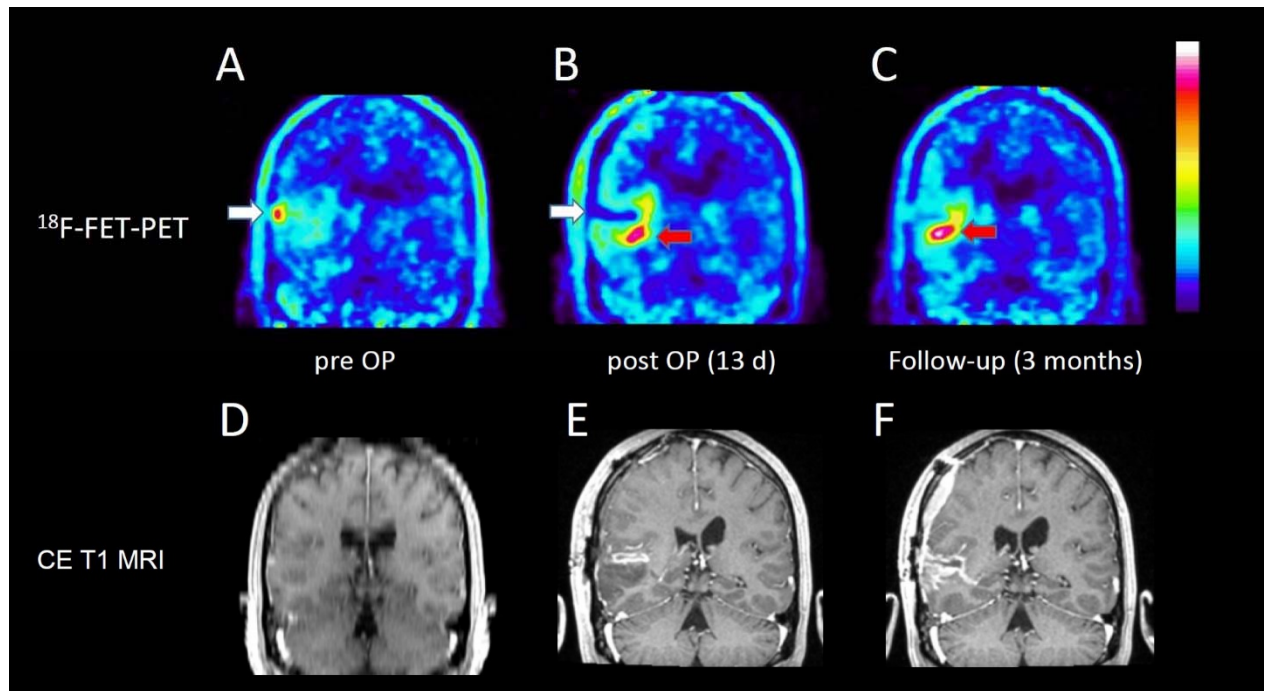 A
B
C
¹⁸F-FET-PET
pre OP
post OP (13 d)
Follow-up (3 months)
D
E
F
CE T1 MRI